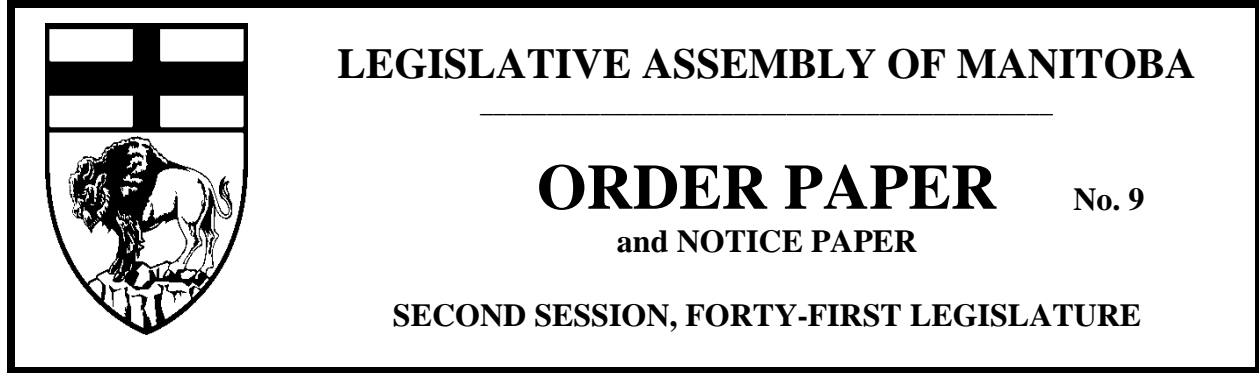 LEGISLATIVE ASSEMBLY OF MANITOBA
ORDER PAPER No. 9
and NOTICE PAPER
SECOND SESSION, FORTY-FIRST LEGISLATURE